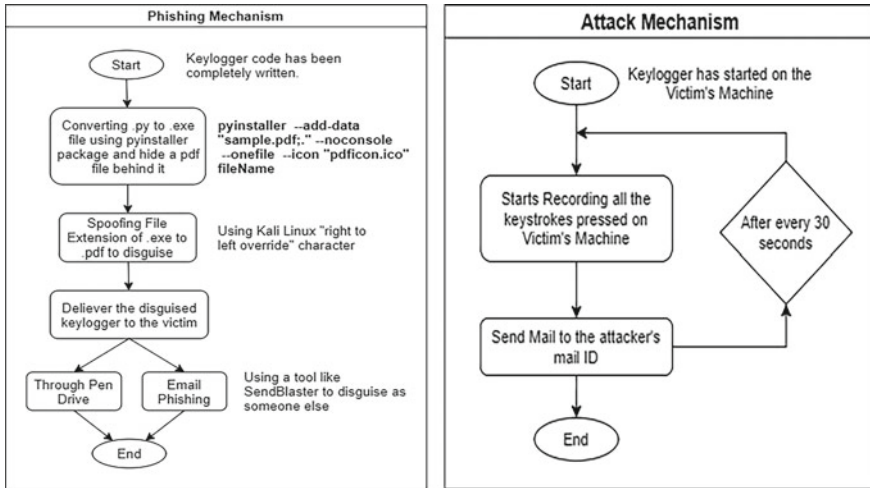 Phishing Mechanism
Start
Keylogger code has been
completely written.
Converting .py to .exe
file using pyinstaller
package and hide a pdf
file behind it
pyinstaller --add-data
"sample.pdf;." --noconsole
--onefile --icon "pdficon.ico"
fileName
Spoofing File
Extension of .exe to
.pdf to disguise
Using Kali Linux "right to
left override" character
Deliever the disguised
keylogger to the victim
Through Pen
Drive
Email
Phishing
Using a tool like
SendBlaster to disguise as
someone else
End
Attack Mechanism
Start
Keylogger has started on the
Victim's Machine
Starts Recording all the
keystrokes pressed on
Victim's Machine
After every 30
seconds
Send Mail to the attacker's
mail ID
End